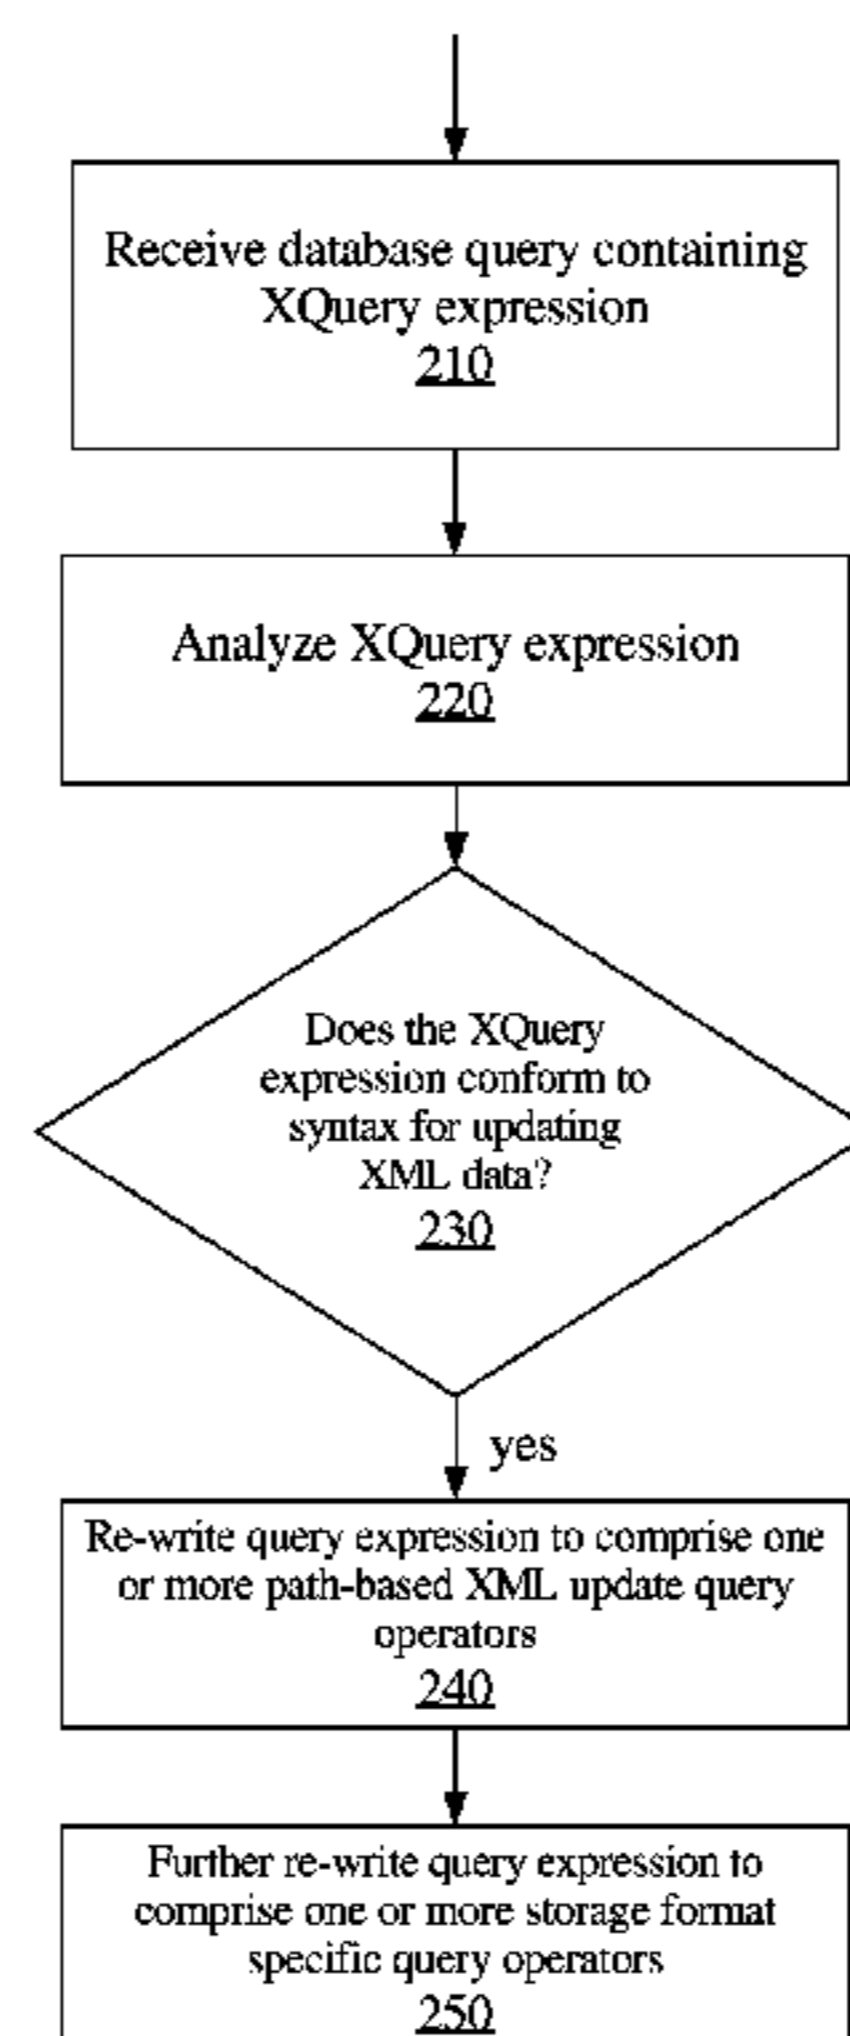 Receive database query containing
XQuery expression
210
Analyze XQuery expression
220
Does the XQuery
expression conform to
syntax for updating
XML data?
230
yes
Re-write query expression to comprise one
or more path-based XML update query
operators
240
Further re-write query expression to
comprise one or more storage format
specific query operators
250